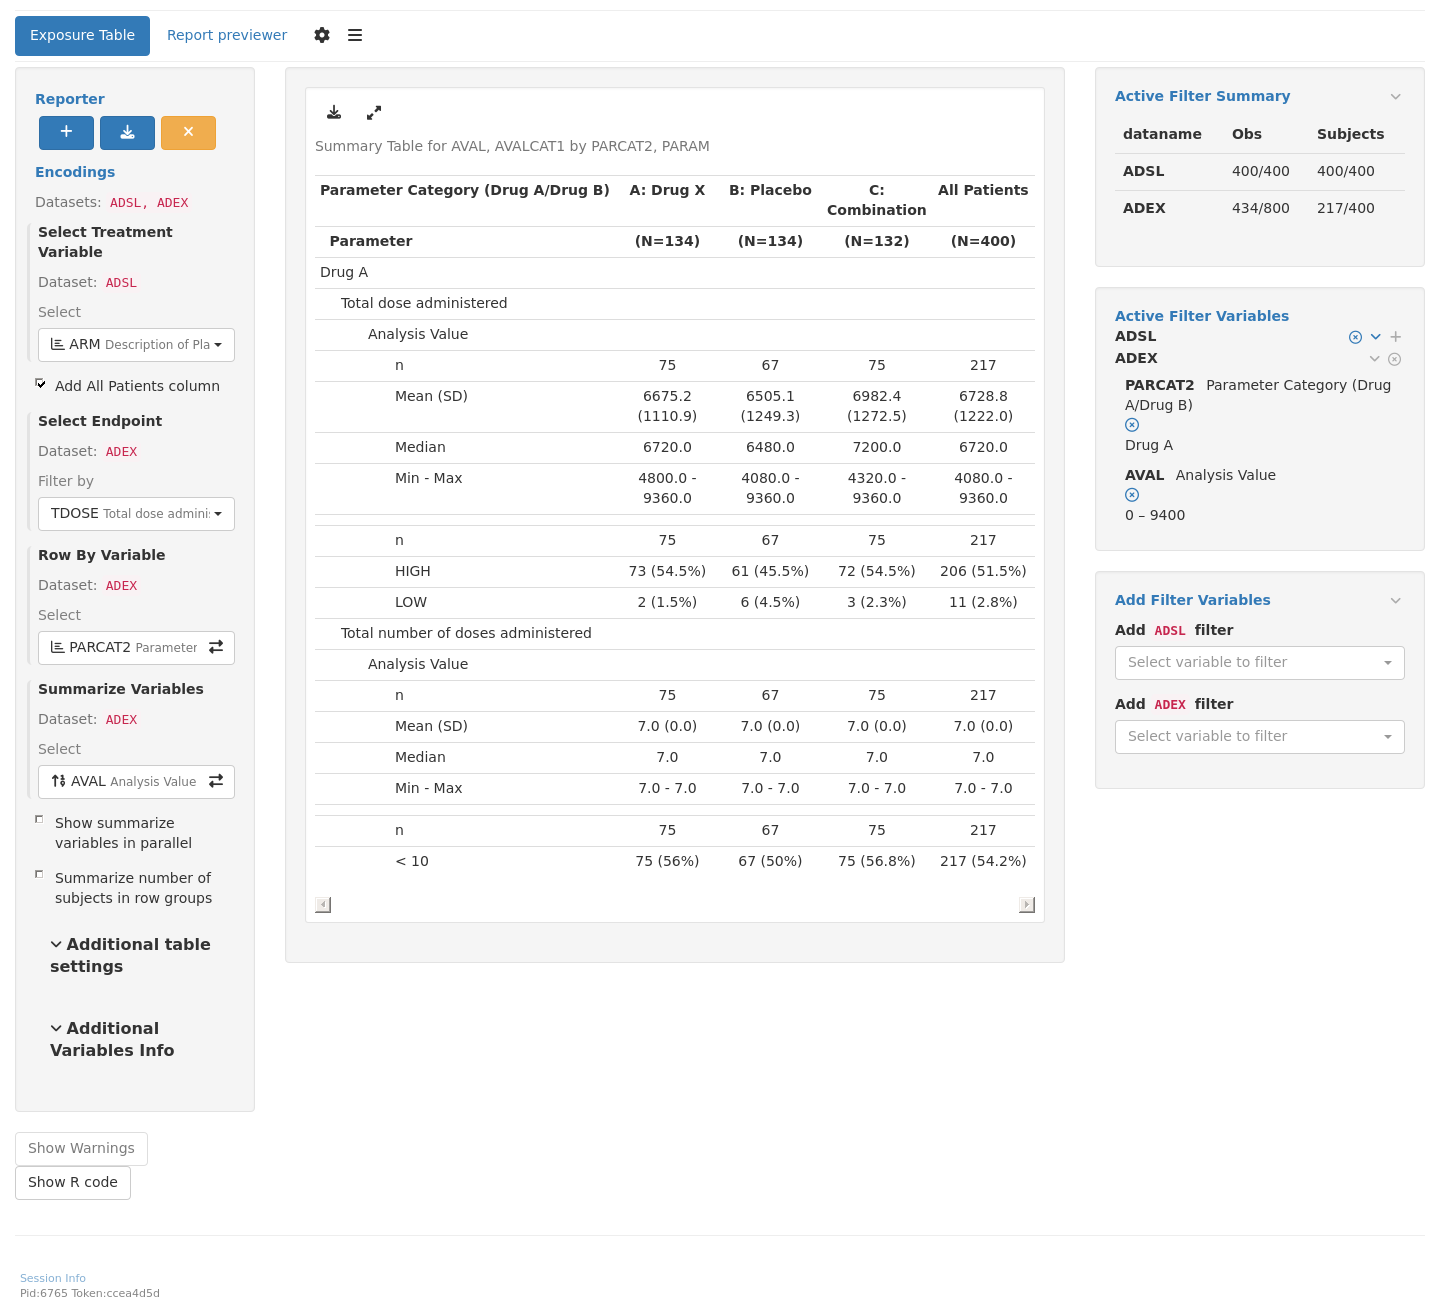 Exposure Table Report previewer
Reporter
Encodings
Datasets: ADSL, ADEX
Select Treatment
Variable
Dataset: ADSL
Select
ARM Description of Pla
Add All Patients column
Select Endpoint
Dataset: ADEX
Filter by
TDOSE Total dose adminis
Row By Variable
Dataset: ADEX
Select
PARCAT2 Parameter
Summarize Variables
Dataset: ADEX
Select
AVAL Analysis Value
Show summarize
variables in parallel
Summarize number of
subjects in row groups
Additional table
settings
Additional
Variables Info
Show Warnings
Show R code
Summary Table for AVAL, AVALCAT1 by PARCAT2, PARAM
Parameter Category (Drug A/Drug B) A: Drug X B: Placebo C: Combination All Patients
Parameter (N=134) (N=134) (N=132) (N=400)
Drug A
Total dose administered
Analysis Value
n 75 67 75 217
Mean (SD) 6675.2 (1110.9) 6505.1 (1249.3) 6982.4 (1272.5) 6728.8 (1222.0)
Median 6720.0 6480.0 7200.0 6720.0
Min - Max 4800.0 - 9360.0 4080.0 - 9360.0 4320.0 - 9360.0 4080.0 - 9360.0
n 75 67 75 217
HIGH 73 (54.5%) 61 (45.5%) 72 (54.5%) 206 (51.5%)
LOW 2 (1.5%) 6 (4.5%) 3 (2.3%) 11 (2.8%)
Total number of doses administered
Analysis Value
n 75 67 75 217
Mean (SD) 7.0 (0.0) 7.0 (0.0) 7.0 (0.0) 7.0 (0.0)
Median 7.0 7.0 7.0 7.0
Min - Max 7.0 - 7.0 7.0 - 7.0 7.0 - 7.0 7.0 - 7.0
n 75 67 75 217
< 10 75 (56%) 67 (50%) 75 (56.8%) 217 (54.2%)
Active Filter Summary
dataname Obs Subjects
ADSL 400/400 400/400
ADEX 434/800 217/400
Active Filter Variables
ADSL
ADEX
PARCAT2 Parameter Category (Drug
A/Drug B)
Drug A
AVAL Analysis Value
0 – 9400
Add Filter Variables
Add ADSL filter
Select variable to filter
Add ADEX filter
Select variable to filter
Session Info
Pid:6765 Token:ccea4d5d